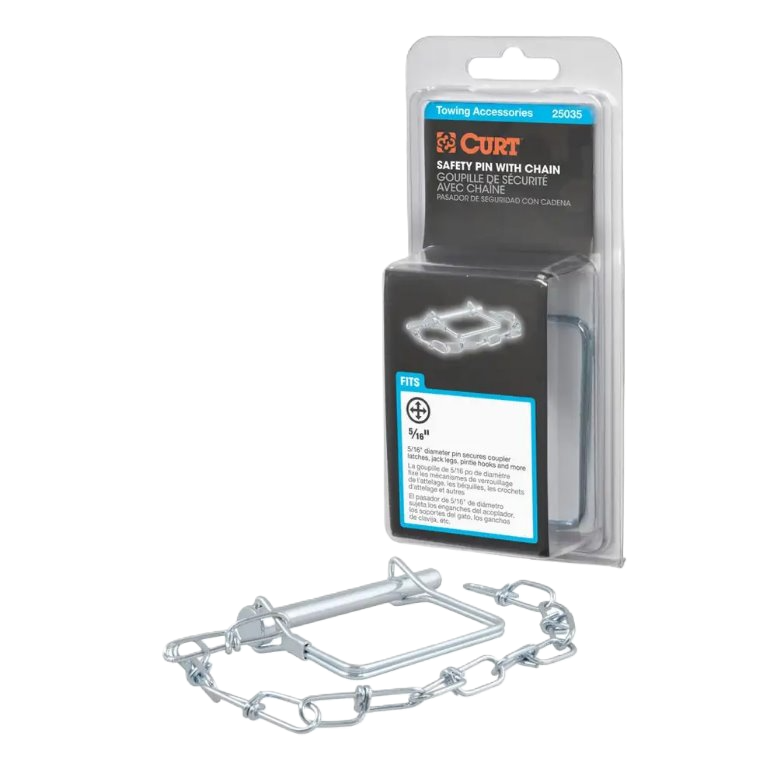 Towing Accessories 25035
CURT
SAFETY PIN WITH CHAIN
GOUPILLE DE SÉCURITÉ
AVEC CHAÎNE
PASADOR DE SEGURIDAD CON CADENA
FITS
5/16"
5/16" diameter pin secures coupler
latches, jack legs, pintle hooks and more
La goupille de 5/16 po de diamètre
fixe les mécanismes de verrouillage
de l'attelage, les béquilles, les crochets
d'attelage et autres
El pasador de 5/16" de diámetro
sujeta los enganches del acoplador,
los soportes del gato, los ganchos
de clavija, etc.